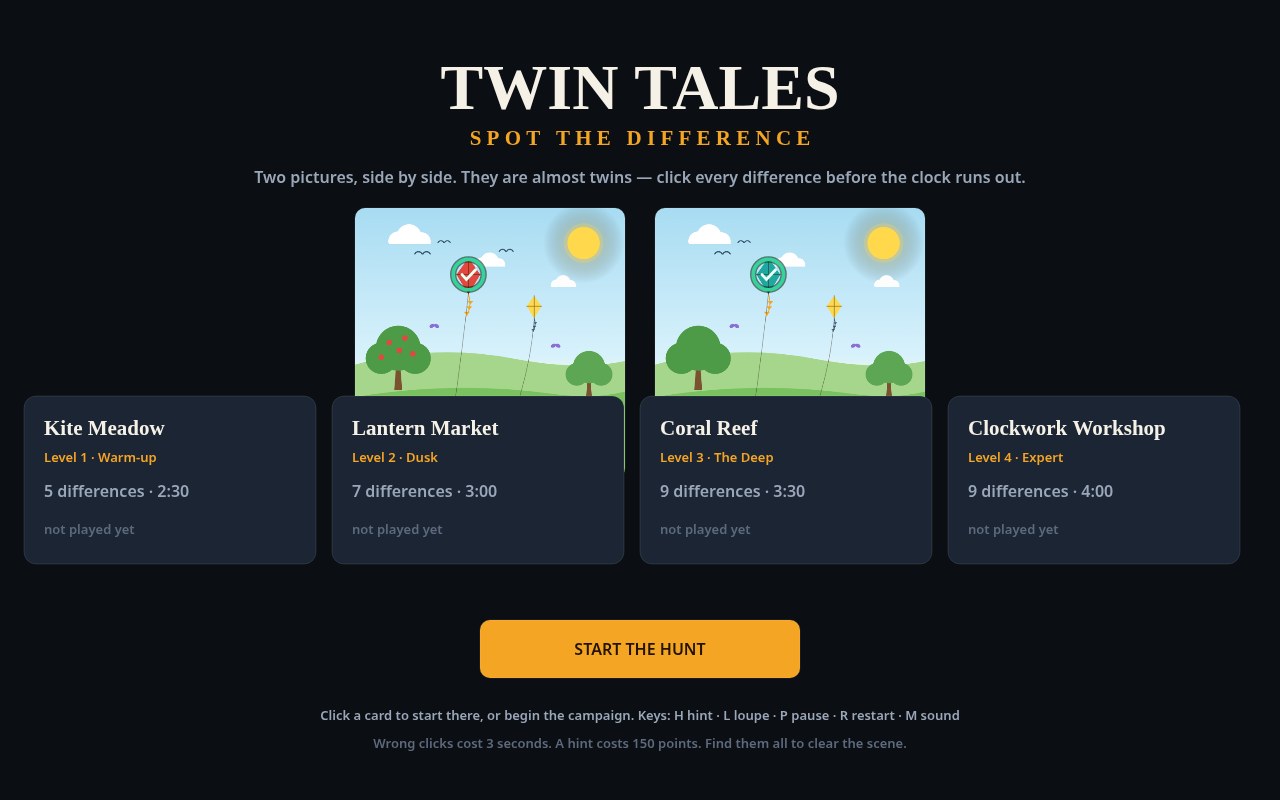 TWIN TALES
SPOT THE DIFFERENCE
Two pictures, side by side. They are almost twins — click every difference before the clock runs out.
Kite Meadow
Level 1 · Warm-up
5 differences · 2:30
not played yet
Lantern Market
Level 2 · Dusk
7 differences · 3:00
not played yet
Coral Reef
Level 3 · The Deep
9 differences · 3:30
not played yet
Clockwork Workshop
Level 4 · Expert
9 differences · 4:00
not played yet
START THE HUNT
Click a card to start there, or begin the campaign. Keys: H hint · L loupe · P pause · R restart · M sound
Wrong clicks cost 3 seconds. A hint costs 150 points. Find them all to clear the scene.